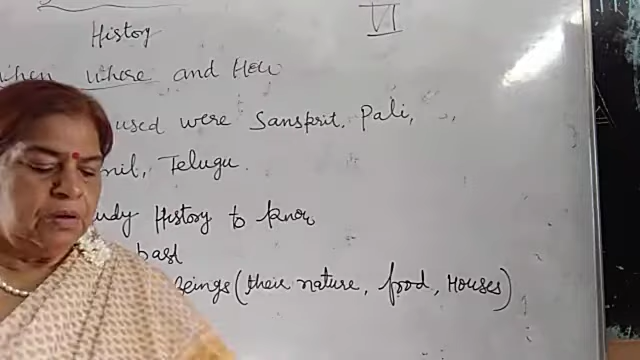 VI
History
When where and How
used were Sanskrit, Pali,
Telugu.
History to know
past
beings (their nature, food, Houses)